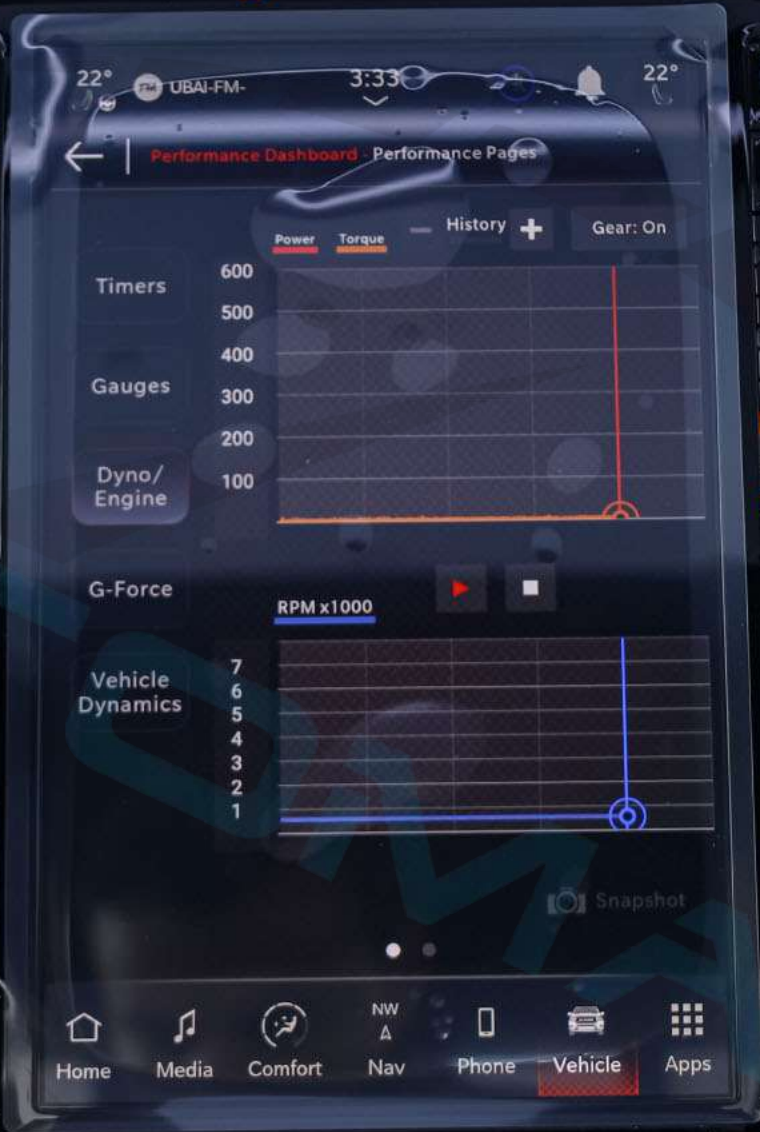 22° FM UBAI-FM- 3:33 22°
Performance Dashboard Performance Pages
Power Torque — History + Gear: On
Timers
Gauges
Dyno/
Engine
G-Force
Vehicle
Dynamics
600
500
400
300
200
100
RPM x1000
7
6
5
4
3
2
1
Snapshot
NW
Home Media Comfort Nav Phone Vehicle Apps